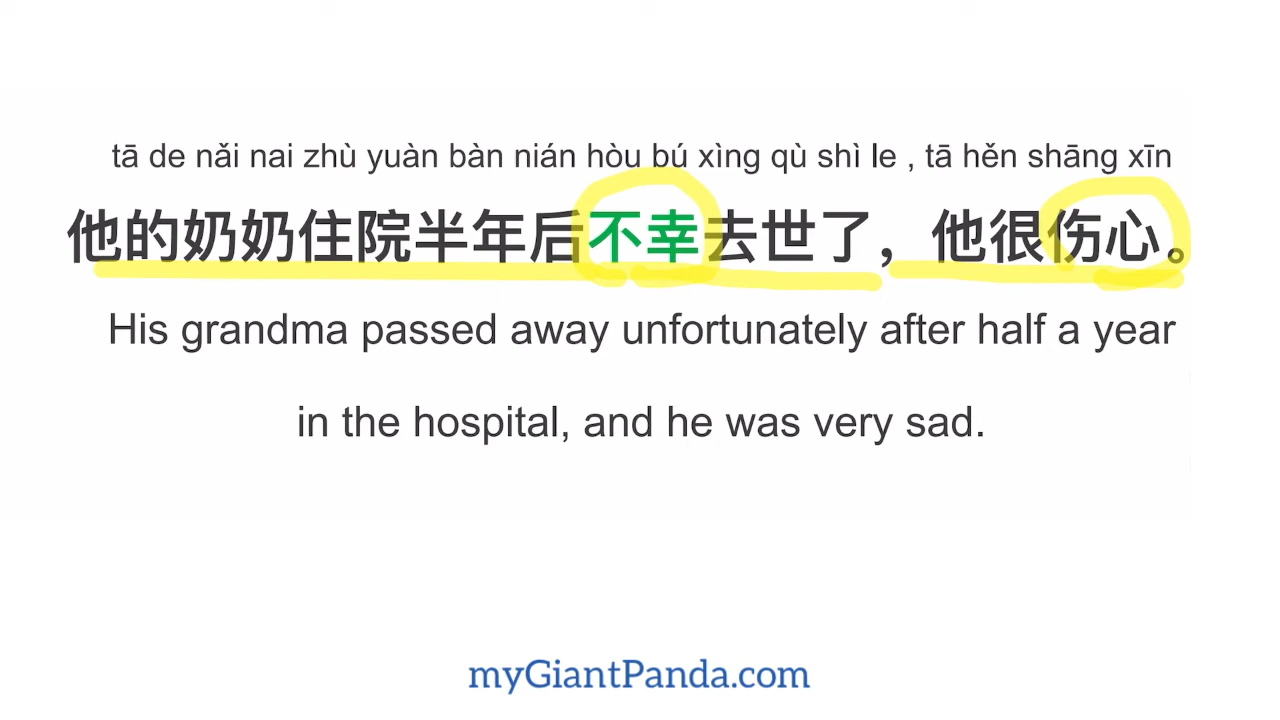 tā de nǎi nai zhù yuàn bàn nián hòu bú xìng qù shì le , tā hěn shāng xīn
他的奶奶住院半年后不幸去世了，他很伤心。
His grandma passed away unfortunately after half a year
in the hospital, and he was very sad.
myGiantPanda.com